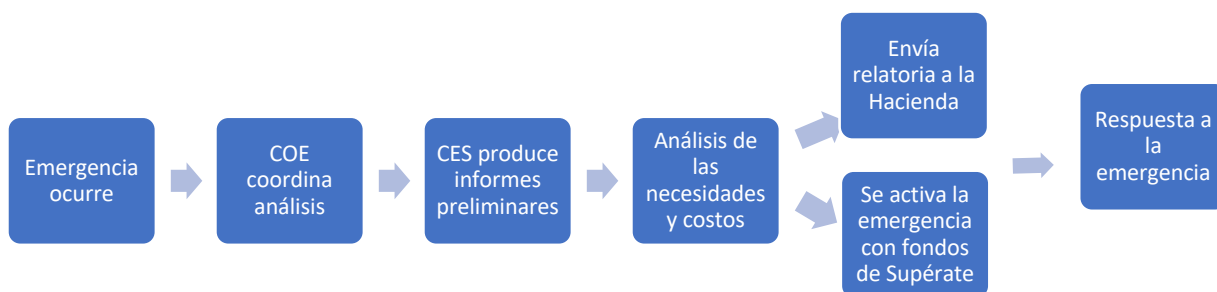 Emergencia
ocurre
COE
coordina
análisis
CES produce
informes
preliminares
Análisis de
las
necesidades
y costos
Envía
relatoria a la
Hacienda
Se activa la
emergencia
con fondos
de Supérate
Respuesta a
la
emergencia